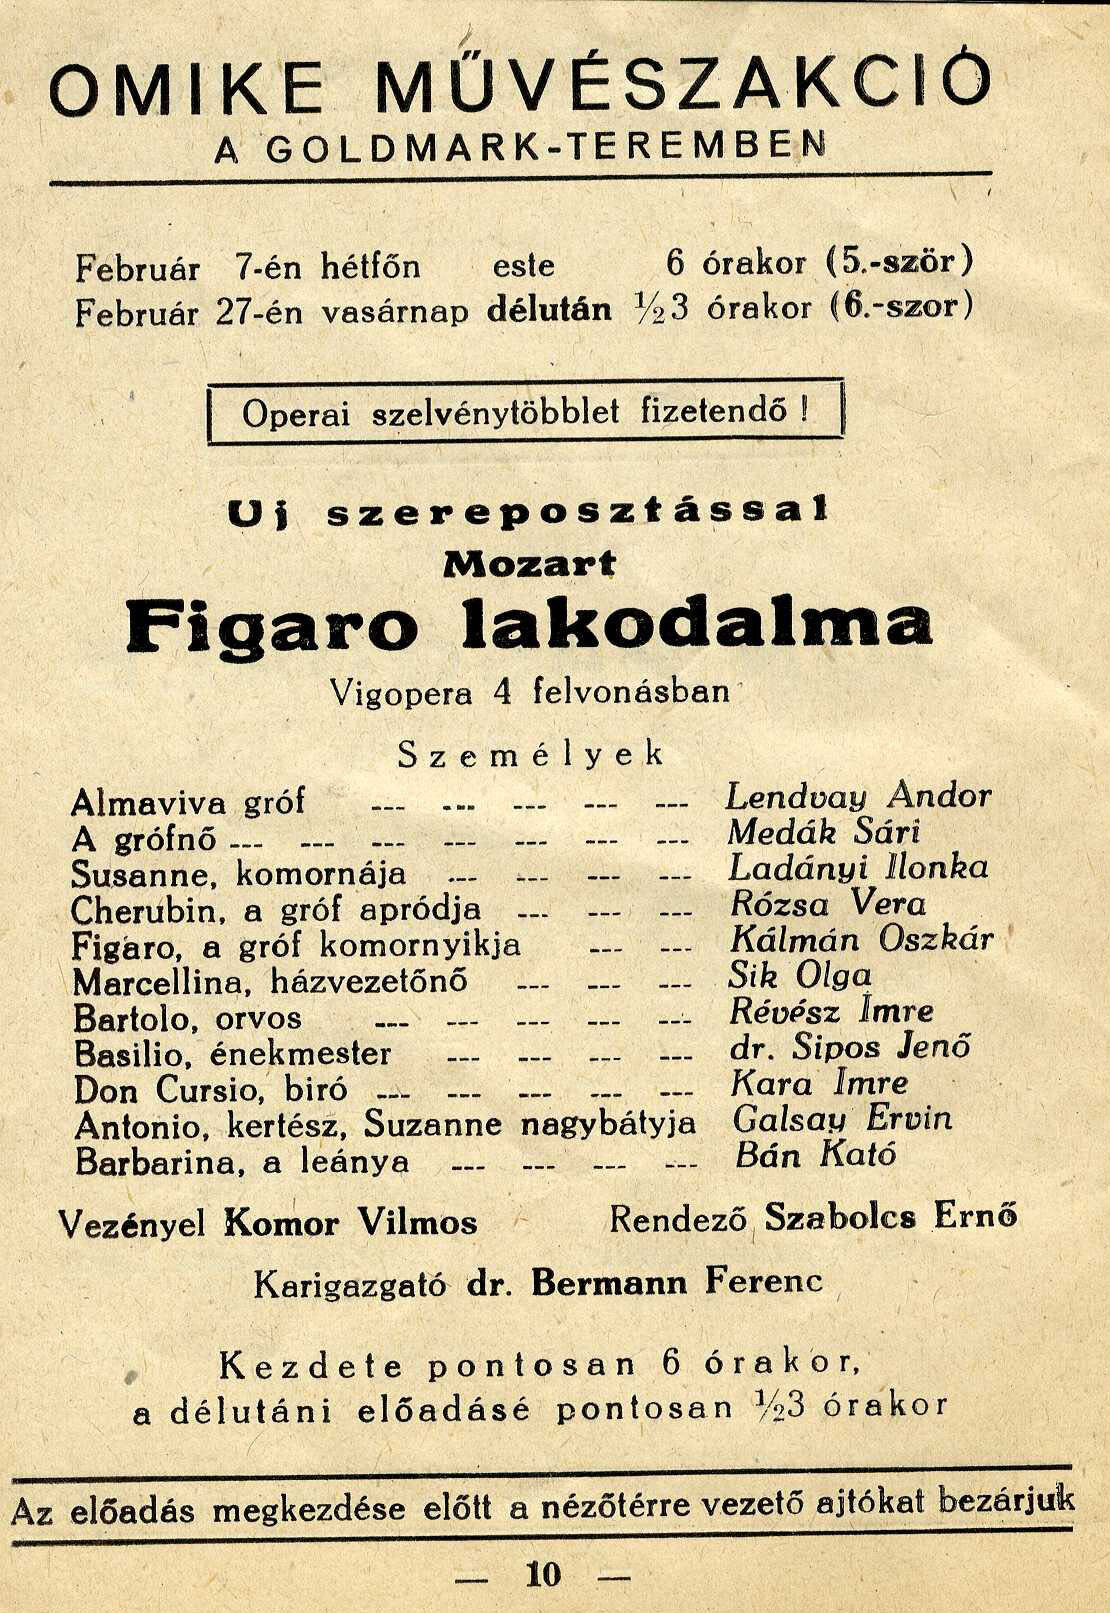 OMIKE MŰVÉSZAKCIÓ
A GOLDMARK-TEREMBEN
Február 7-én hétfőn este 6 órakor (5.-ször)
Február 27-én vasárnap délután ½3 órakor (6.-szor)
Operai szelvénytöbblet fizetendő !
Uj szereposztással
Mozart
Figaro lakodalma
Vigopera 4 felvonásban
Személyek
Almaviva gróf --- --- --- --- --- Lendvay Andor
A grófnő --- --- --- --- --- --- --- Medák Sári
Susanne, komornája --- --- --- --- Ladányi Ilonka
Cherubin, a gróf apródja --- --- --- Rózsa Vera
Figaro, a gróf komornyikja --- --- Kálmán Oszkár
Marcellina, házvezetőnő --- --- --- Sik Olga
Bartolo, orvos --- --- --- --- --- Révész Imre
Basilio, énekmester --- --- --- --- dr. Sipos Jenő
Don Cursio, biró --- --- --- --- --- Kara Imre
Antonio, kertész, Suzanne nagybátyja Galsay Ervin
Barbarina, a leánya --- --- --- --- Bán Kató
Vezényel Komor Vilmos Rendező Szabolcs Ernő
Karigazgató dr. Bermann Ferenc
Kezdete pontosan 6 órakor,
a délutáni előadásé pontosan ½3 órakor
Az előadás megkezdése előtt a nézőtérre vezető ajtókat bezárjuk
— 10 —